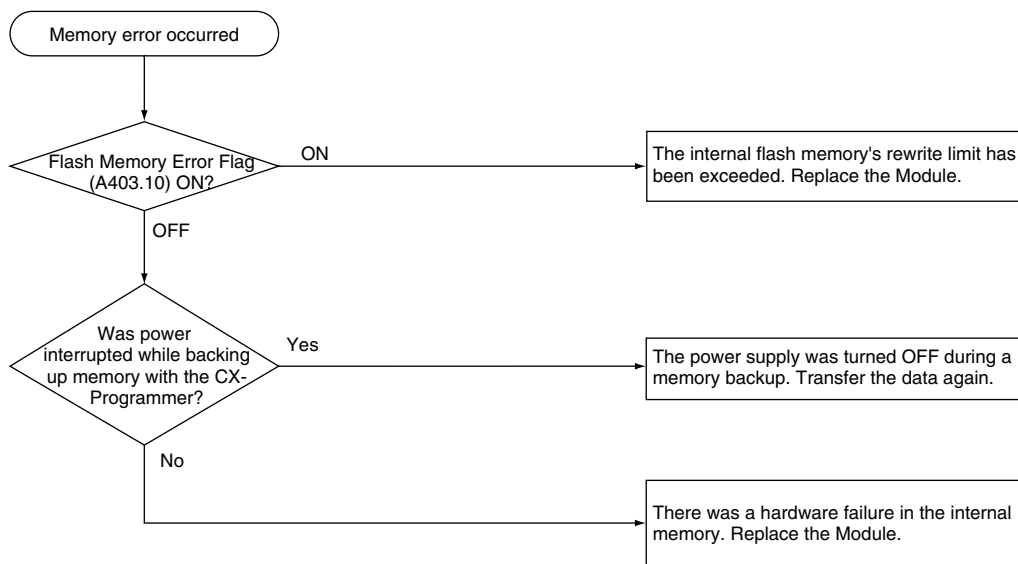 Memory error occurred
Flash Memory Error Flag
(A403.10) ON?
ON
The internal flash memory's rewrite limit has
been exceeded. Replace the Module.
OFF
Was power
interrupted while backing
up memory with the CX-
Programmer?
Yes
The power supply was turned OFF during a
memory backup. Transfer the data again.
No
There was a hardware failure in the internal
memory. Replace the Module.